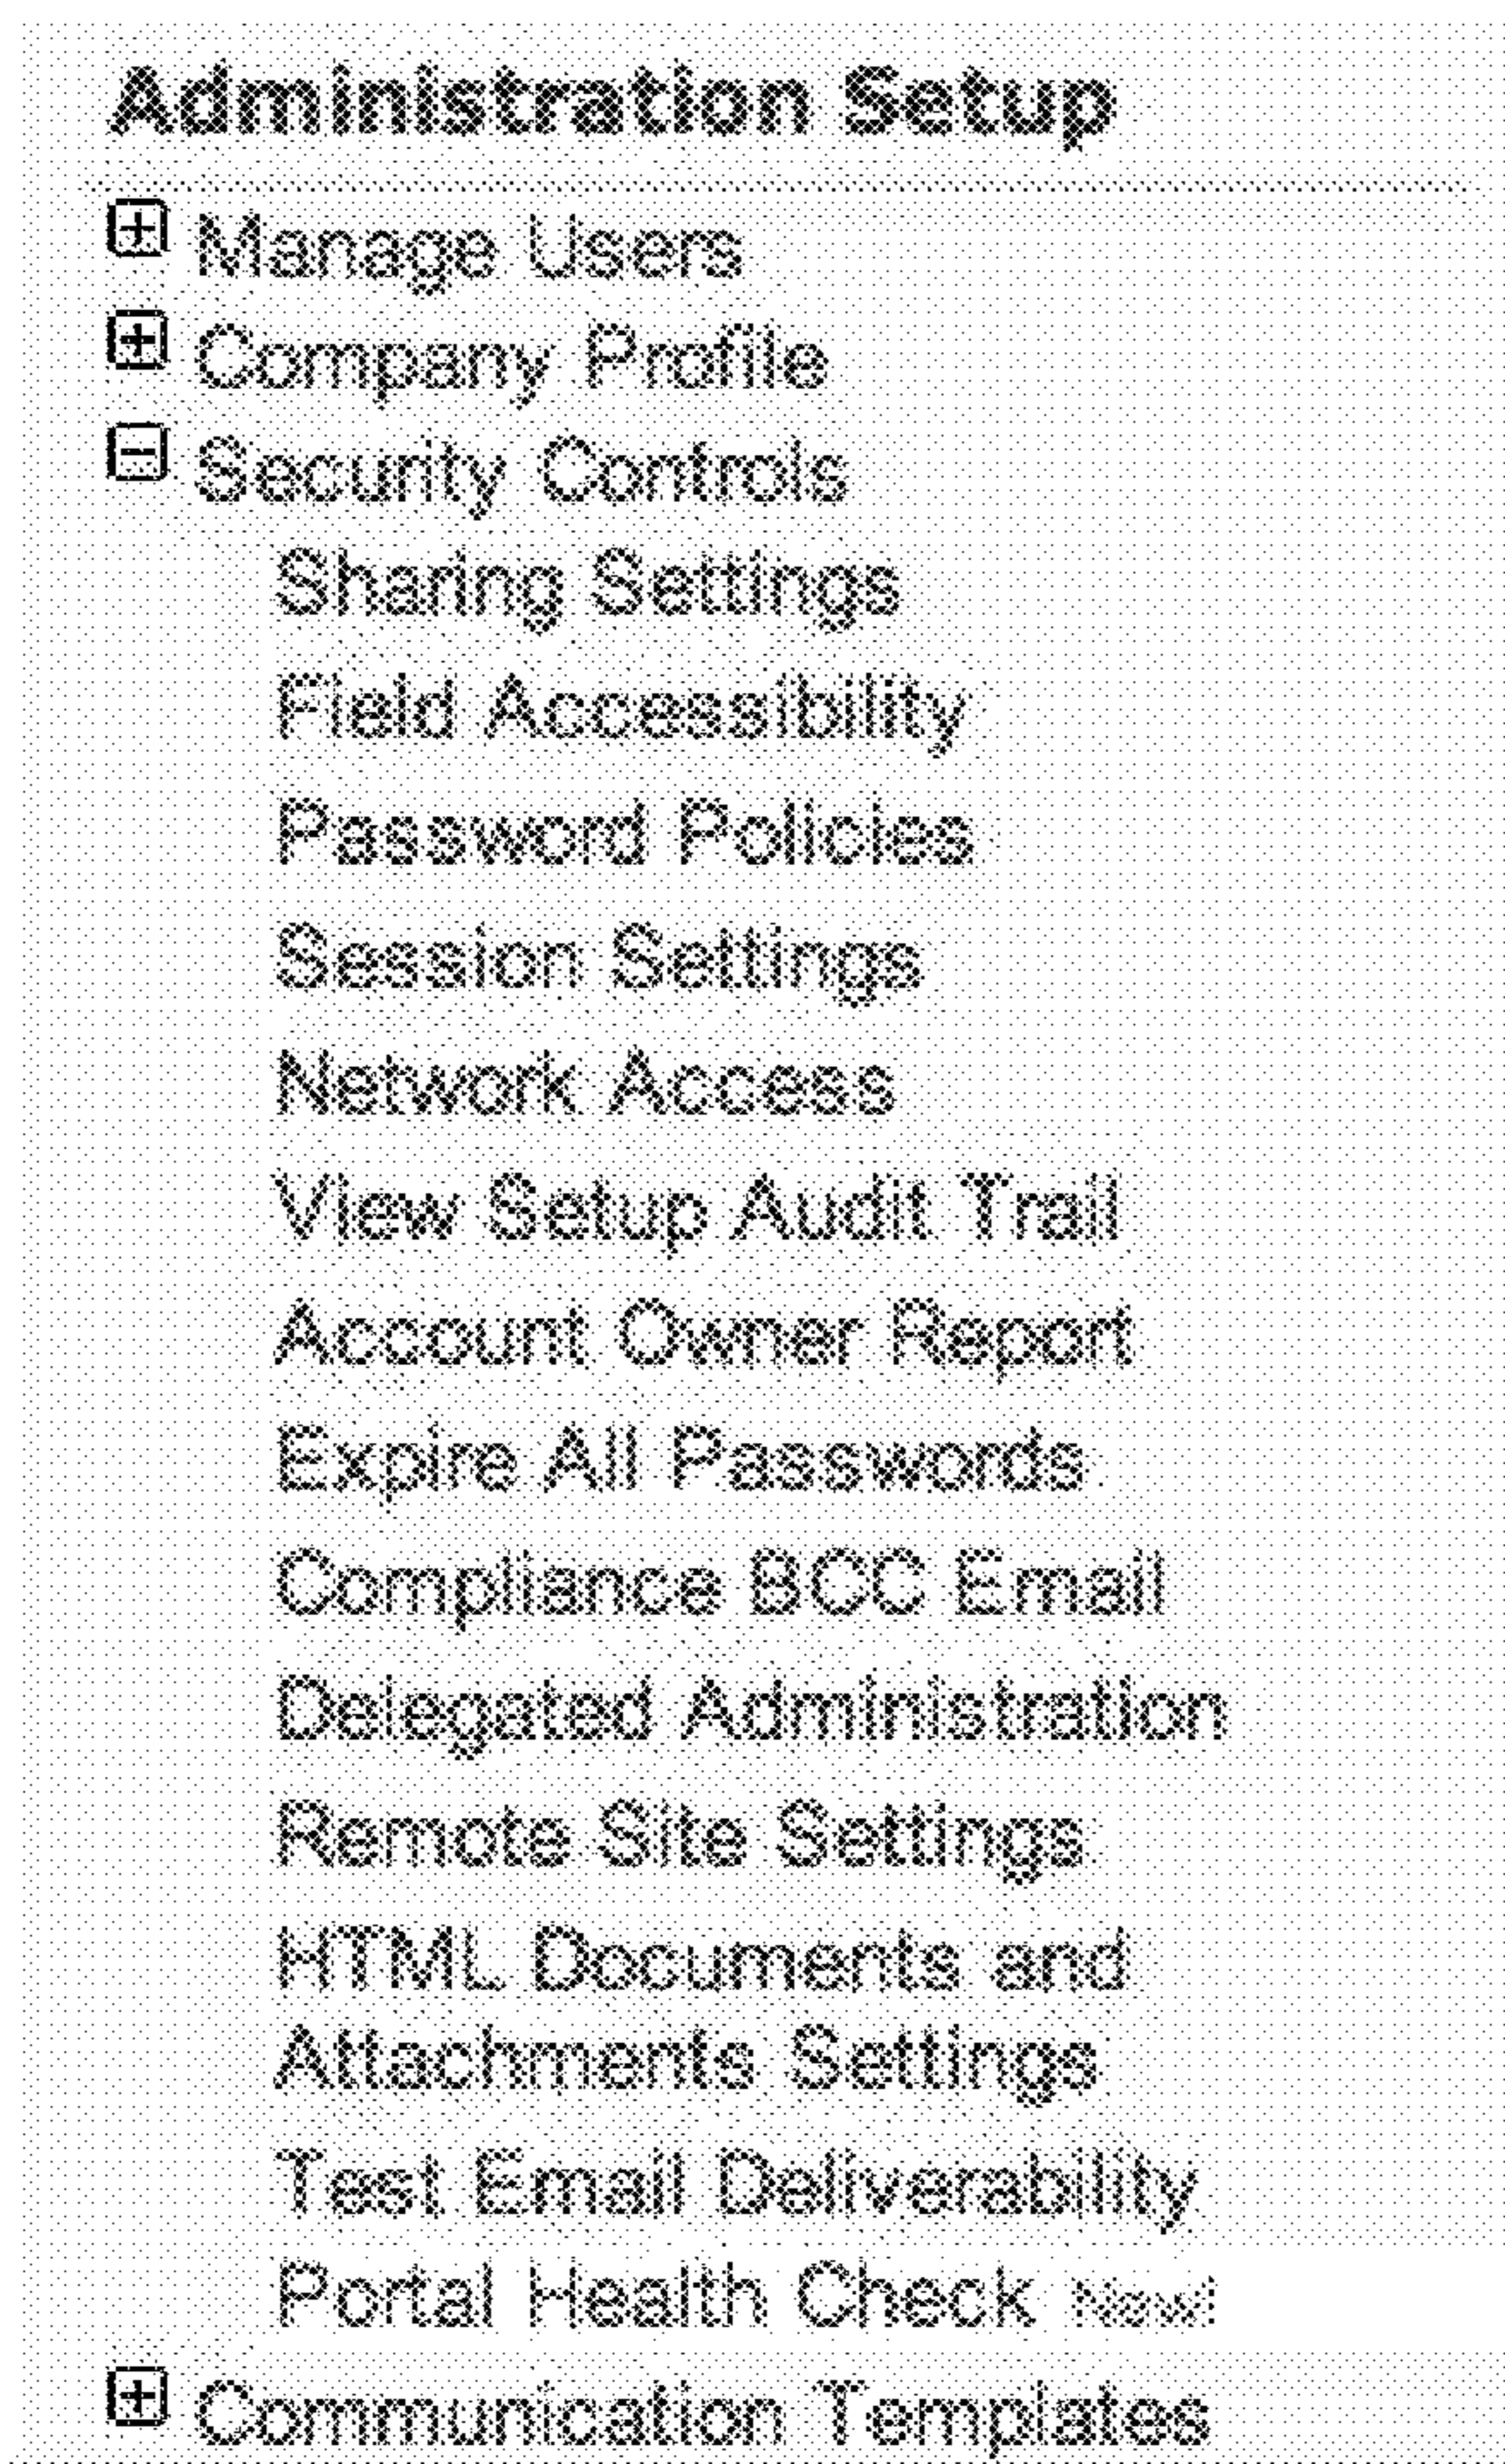 Administration Setup
Manage Users
Company Profile
Security Controls
Sharing Settings
Field Accessibility
Password Policies
Session Settings
Network Access
View Setup Audit Trail
Account Owner Report
Expire All Passwords
Compliance BCC Email
Delegated Administration
Remote Site Settings
HTML Documents and
Attachments Settings
Test Email Deliverability
Portal Health Check New!
Communication Templates